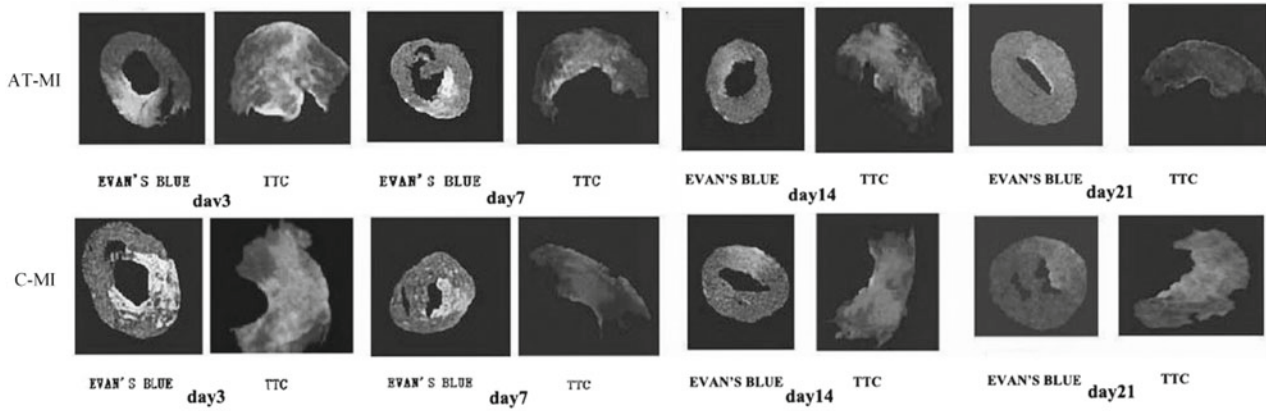 AT-MI
EVAN'S BLUE TTC EVAN'S BLUE TTC EVAN'S BLUE TTC EVAN'S BLUE TTC
dav3 day7 day14 day21
C-MI
EVAN'S BLUE TTC EVAN'S BLUE TTC EVAN'S BLUE TTC EVAN'S BLUE TTC
day3 day7 day14 day21